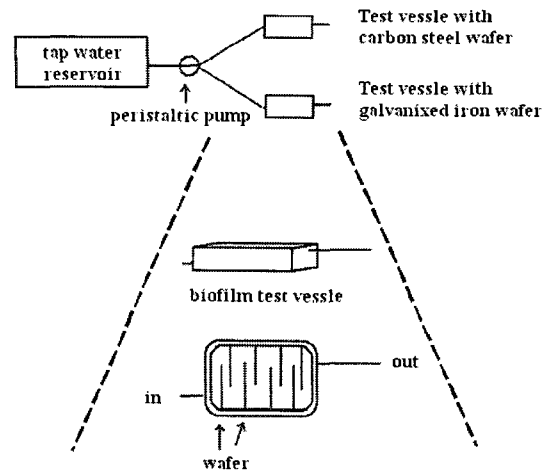 tap water
reservoir
peristaltic pump
Test vessle with
carbon steel wafer
Test vessle with
galvanixed iron wafer
biofilm test vessle
in
out
wafer